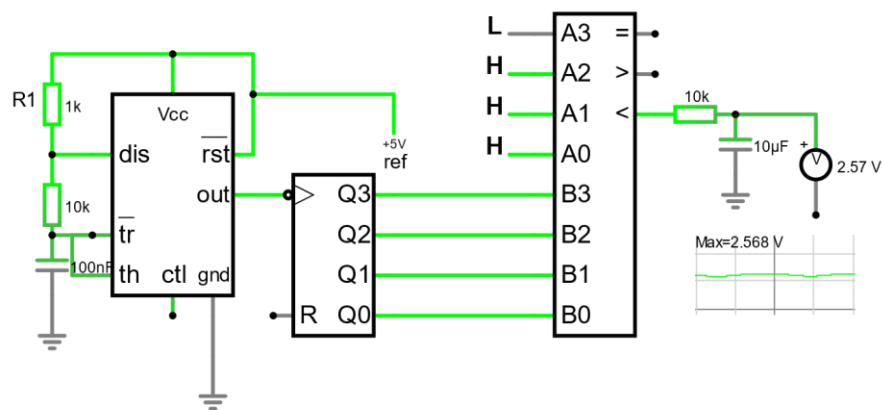 R1
1k
10k
100nF
Vcc
dis
rst
out
tr
th
ctl
gnd
+5V
ref
Q3
Q2
Q1
R
Q0
L
H
H
H
A3
=
A2
>
A1
<
A0
B3
B2
B1
B0
10k
10µF
+
V
2.57 V
Max=2.568 V